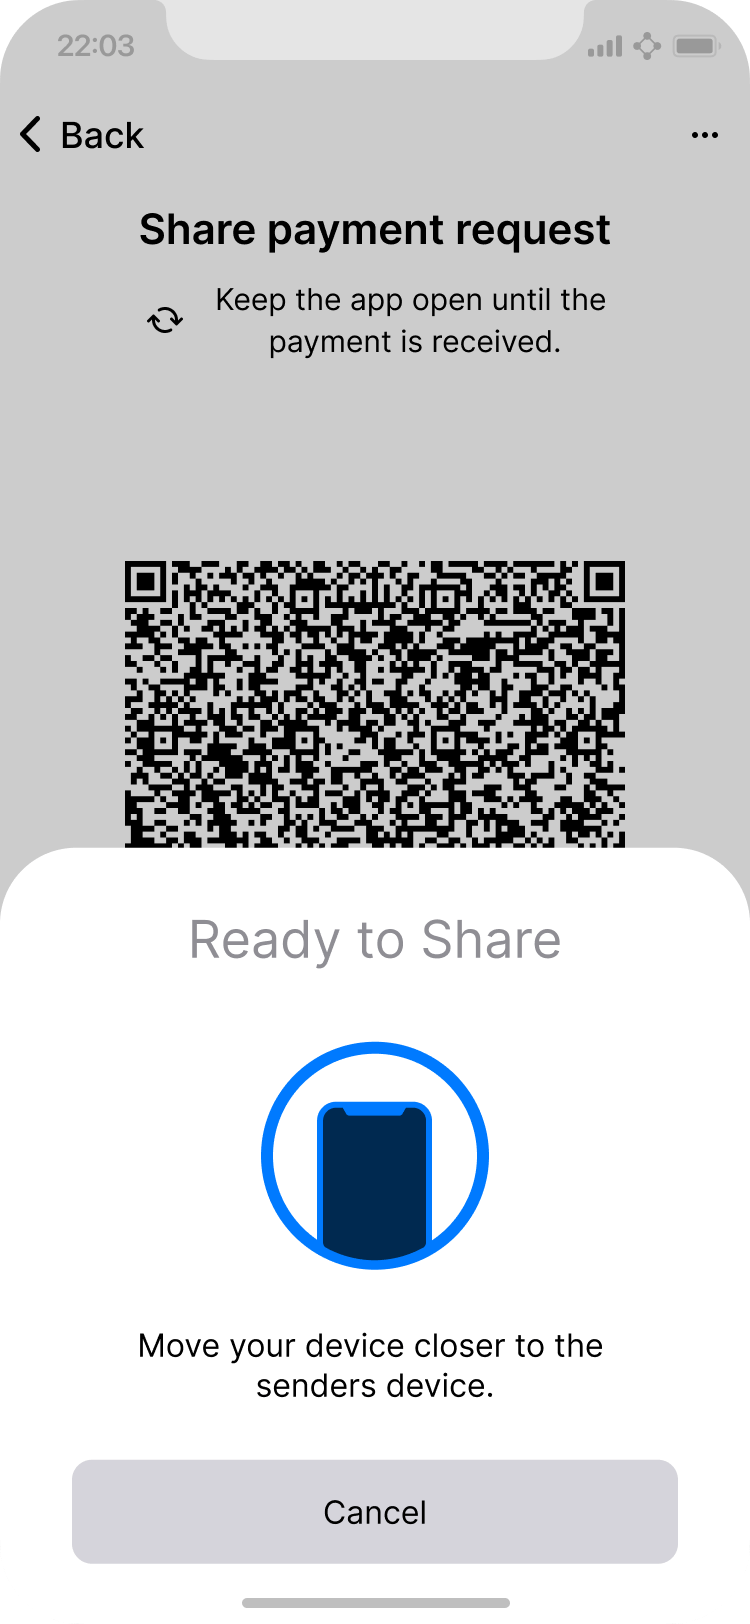 22:03
Back
Share payment request
Keep the app open until the
payment is received.
Ready to Share
Move your device closer to the
senders device.
Cancel